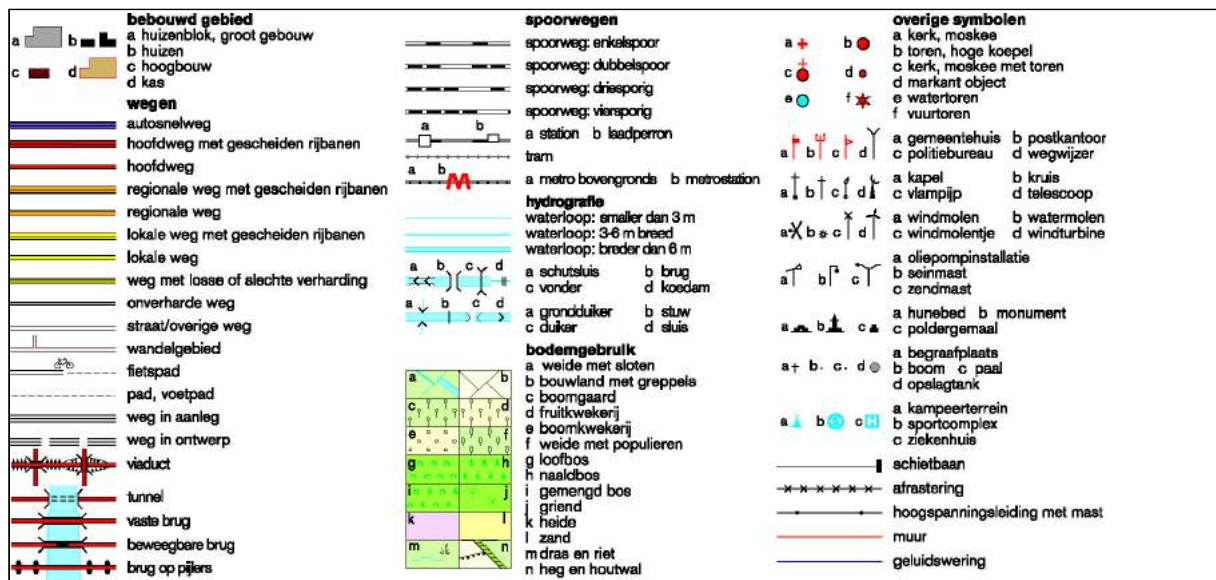 bebouwd gebied
a b
a huizenblok, groot gebouw
b huizen
c d
c hoogbouw
d kas
wegen
autosnelweg
hoofdweg met gescheiden rijbanen
hoofdweg
regionale weg met gescheiden rijbanen
regionale weg
lokale weg met gescheiden rijbanen
lokale weg
weg met losse of slechte verharding
onverharde weg
straat/overige weg
wandelgebied
fietspad
pad, voetpad
weg in aanleg
weg in ontwerp
viaduct
tunnel
vaste brug
beweegbare brug
brug op pijlers
spoorwegen
spoorweg: enkelspoor
spoorweg: dubbelspoor
spoorweg: driesporig
spoorweg: viersporig
a b
a station b laadperron
tram
a b
M
a metro bovengronds b metrostation
hydrografie
waterloop: smaller dan 3 m
waterloop: 3-6 m breed
waterloop: breder dan 6 m
a b c d
a schutsluis b brug
c vonder d koedam
a b c d
a grondduiker b stuw
c duiker d sluis
bodemgebruik
a b
a weide met sloten
b bouwland met greppels
c d
c boomgaard
d fruitkwekerij
e f
e boomkwekerij
f weide met populieren
g h
g loofbos
h naaldbos
i j
i gemengd bos
j griend
k l
k heide
l zand
m n
m dras en riet
n heg en houtwal
overige symbolen
a b
a kerk, moskee
b toren, hoge koepel
c d
c kerk, moskee met toren
d markant object
e f
e watertoren
f vuurtoren
a b c d
a gemeentehuis b postkantoor
c politiebureau d wegwijzer
a b c d
a kapel b kruis
c vlampijp d telescoop
a b c d
a windmolen b watermolen
c windmolentje d windturbine
a b c
a oliepompinstallatie
b seinmast
c zendmast
a b c
a hunebed b monument
c poldergemaal
a b c d
a begraafplaats
b boom c paal
d opslagtank
a b S c H
a kampeerterrein
b sportcomplex
c ziekenhuis
schietbaan
afrastering
hoogspanningsleiding met mast
muur
geluidswering